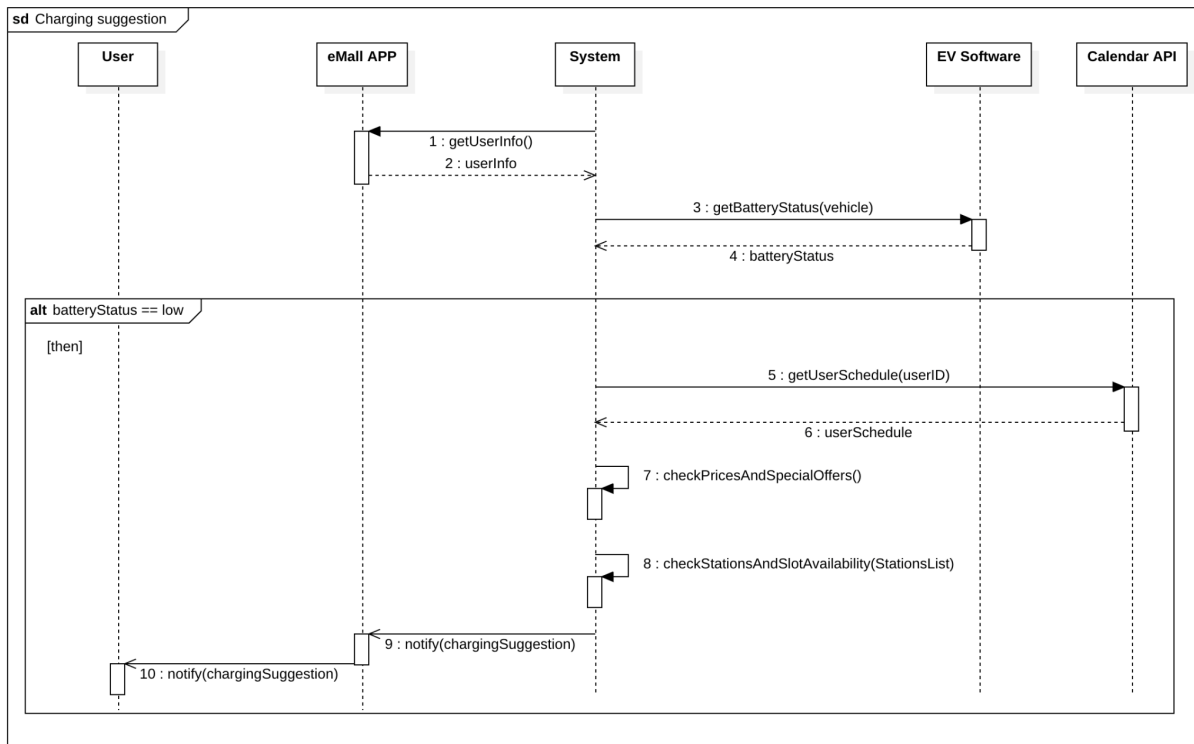 sd Charging suggestion
User
eMall APP
System
EV Software
Calendar API
1 : getUserInfo()
2 : userInfo
3 : getBatteryStatus(vehicle)
4 : batteryStatus
alt batteryStatus == low
[then]
5 : getUserSchedule(userID)
6 : userSchedule
7 : checkPricesAndSpecialOffers()
8 : checkStationsAndSlotAvailability(StationsList)
9 : notify(chargingSuggestion)
10 : notify(chargingSuggestion)